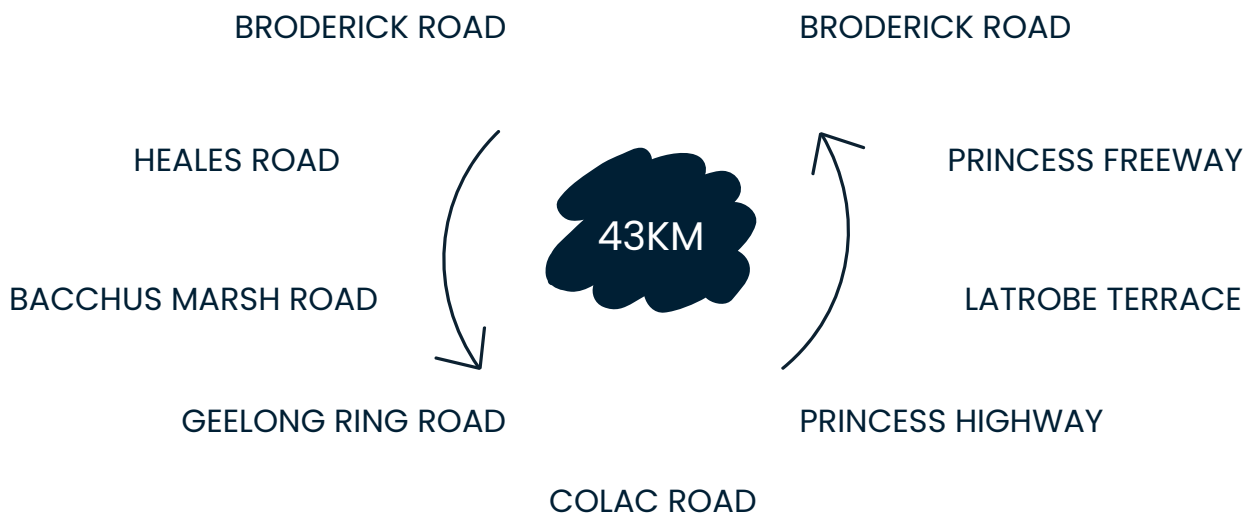 BRODERICK ROAD
BRODERICK ROAD
HEALES ROAD
PRINCESS FREEWAY
43KM
BACCHUS MARSH ROAD
LATROBE TERRACE
GEELONG RING ROAD
PRINCESS HIGHWAY
COLAC ROAD